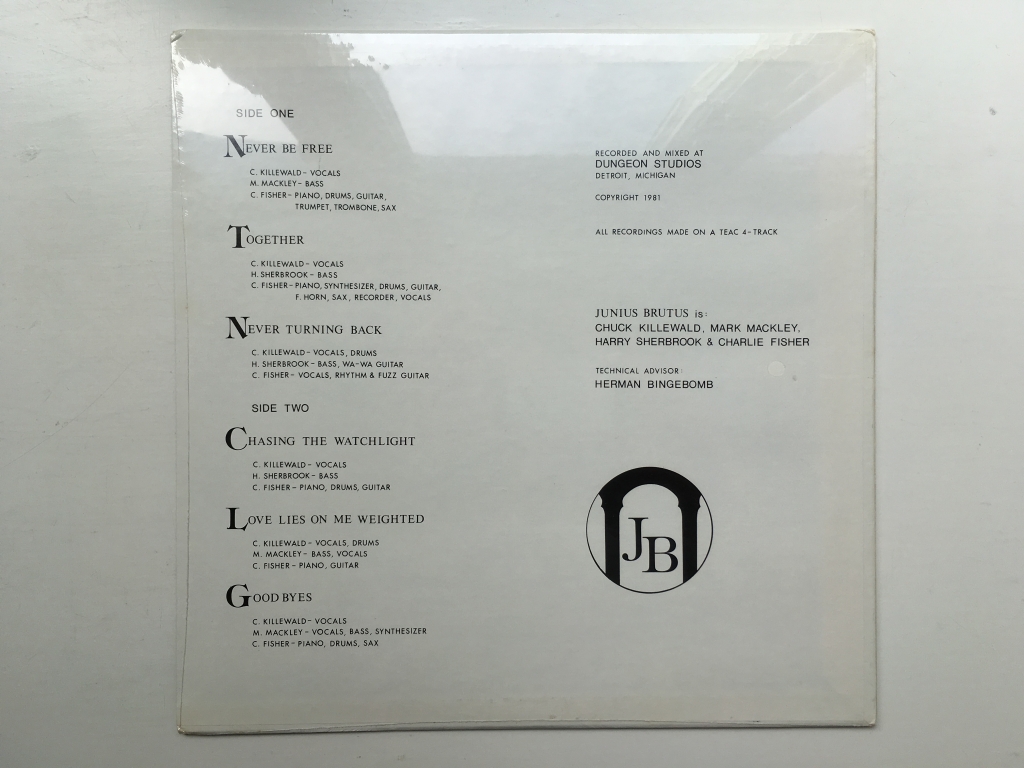 SIDE ONE
NEVER BE FREE
C. KILLEWALD – VOCALS
M. MACKLEY – BASS
C. FISHER – PIANO, DRUMS, GUITAR,
TRUMPET, TROMBONE, SAX
TOGETHER
C. KILLEWALD – VOCALS
H. SHERBROOK – BASS
C. FISHER – PIANO, SYNTHESIZER, DRUMS, GUITAR,
F. HORN, SAX, RECORDER, VOCALS
NEVER TURNING BACK
C. KILLEWALD – VOCALS, DRUMS
H. SHERBROOK – BASS, WA-WA GUITAR
C. FISHER – VOCALS, RHYTHM & FUZZ GUITAR
SIDE TWO
CHASING THE WATCHLIGHT
C. KILLEWALD – VOCALS
H. SHERBROOK – BASS
C. FISHER – PIANO, DRUMS, GUITAR
LOVE LIES ON ME WEIGHTED
C. KILLEWALD – VOCALS, DRUMS
M. MACKLEY – BASS, VOCALS
C. FISHER – PIANO, GUITAR
GOOD BYES
C. KILLEWALD – VOCALS
M. MACKLEY – VOCALS, BASS, SYNTHESIZER
C. FISHER – PIANO, DRUMS, SAX
RECORDED AND MIXED AT
DUNGEON STUDIOS
DETROIT, MICHIGAN
COPYRIGHT 1981
ALL RECORDINGS MADE ON A TEAC 4-TRACK
JUNIUS BRUTUS is:
CHUCK KILLEWALD, MARK MACKLEY,
HARRY SHERBROOK & CHARLIE FISHER
TECHNICAL ADVISOR:
HERMAN BINGEBOMB
JB